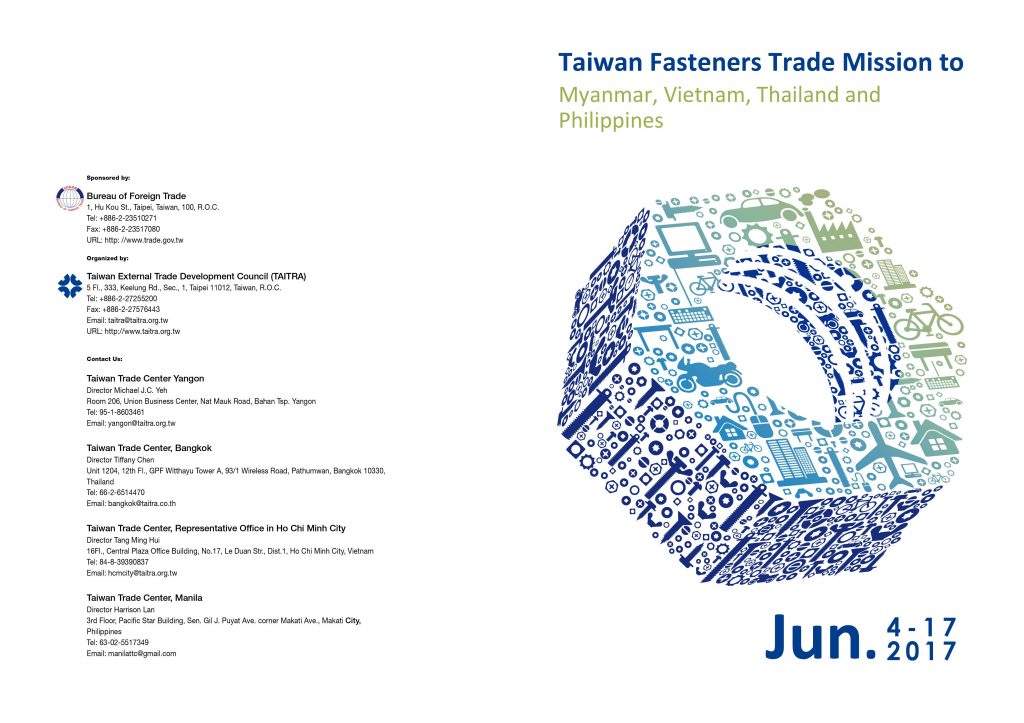 Taiwan Fasteners Trade Mission to
Myanmar, Vietnam, Thailand and
Philippines
Sponsored by:
Bureau of Foreign Trade
1, Hu Kou St., Taipei, Taiwan, 100, R.O.C.
Tel: +886-2-23510271
Fax: +886-2-23517080
URL: http: //www.trade.gov.tw
Organized by:
Taiwan External Trade Development Council (TAITRA)
5 Fl., 333, Keelung Rd., Sec., 1, Taipei 11012, Taiwan, R.O.C.
Tel: +886-2-27255200
Fax: +886-2-27576443
Email: taitra@taitra.org.tw
URL: http://www.taitra.org.tw
Contact Us:
Taiwan Trade Center Yangon
Director Michael J.C. Yeh
Room 206, Union Business Center, Nat Mauk Road, Bahan Tsp. Yangon
Tel: 95-1-8603461
Email: yangon@taitra.org.tw
Taiwan Trade Center, Bangkok
Director Tiffany Chen
Unit 1204, 12th Fl., GPF Witthayu Tower A, 93/1 Wireless Road, Pathumwan, Bangkok 10330,
Thailand
Tel: 66-2-6514470
Email: bangkok@taitra.co.th
Taiwan Trade Center, Representative Office in Ho Chi Minh City
Director Tang Ming Hui
16Fl., Central Plaza Office Building, No.17, Le Duan Str., Dist.1, Ho Chi Minh City, Vietnam
Tel: 84-8-39390837
Email: hcmcity@taitra.org.tw
Taiwan Trade Center, Manila
Director Harrison Lan
3rd Floor, Pacific Star Building, Sen. Gil J. Puyat Ave. corner Makati Ave., Makati City,
Philippines
Tel: 63-02-5517349
Email: manilattc@gmail.com
Jun. 4-17
2017